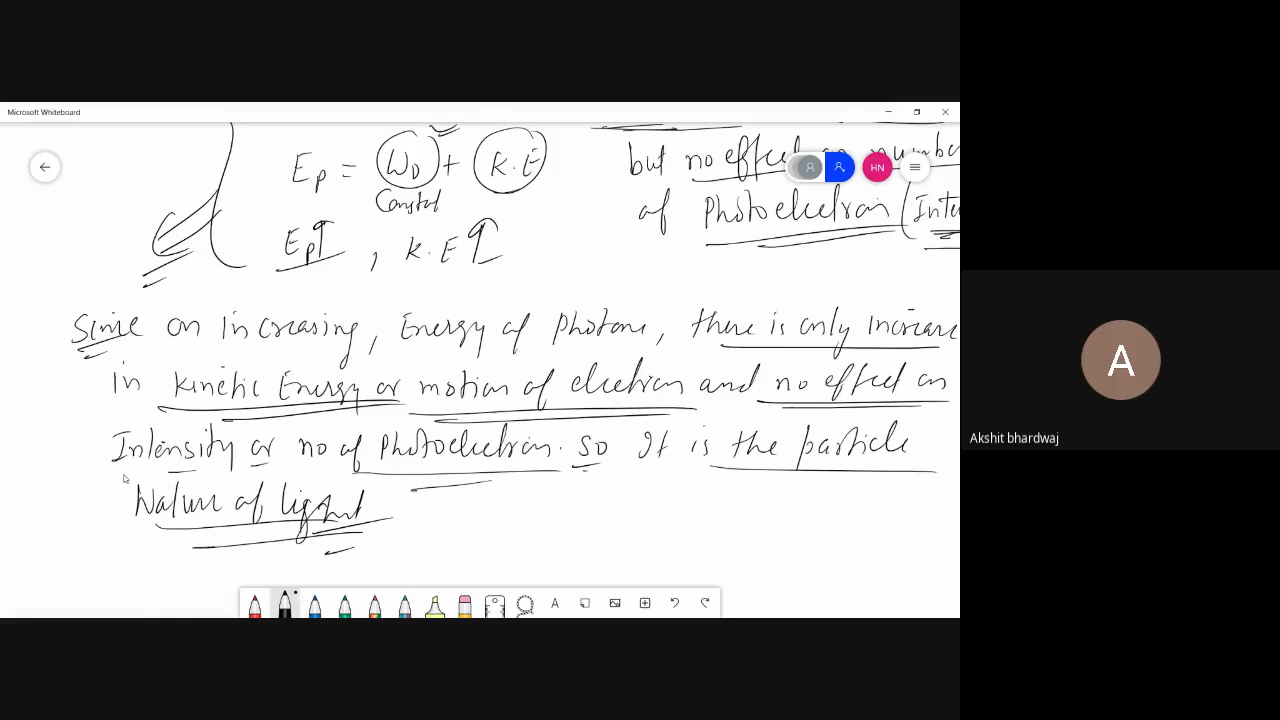 Microsoft Whiteboard
Ep = W0 + K.E
Constal
Ep↑ , K.E↑
but no effect on number
of Photoelectron (Inten
HN
Since on increasing, Energy of Photons, there is only increase
in kinetic Energy or motion of electron and no effect on
Intensity or no of Photoelectron. so It is the particle
Nature of light
A
A
Akshit bhardwaj